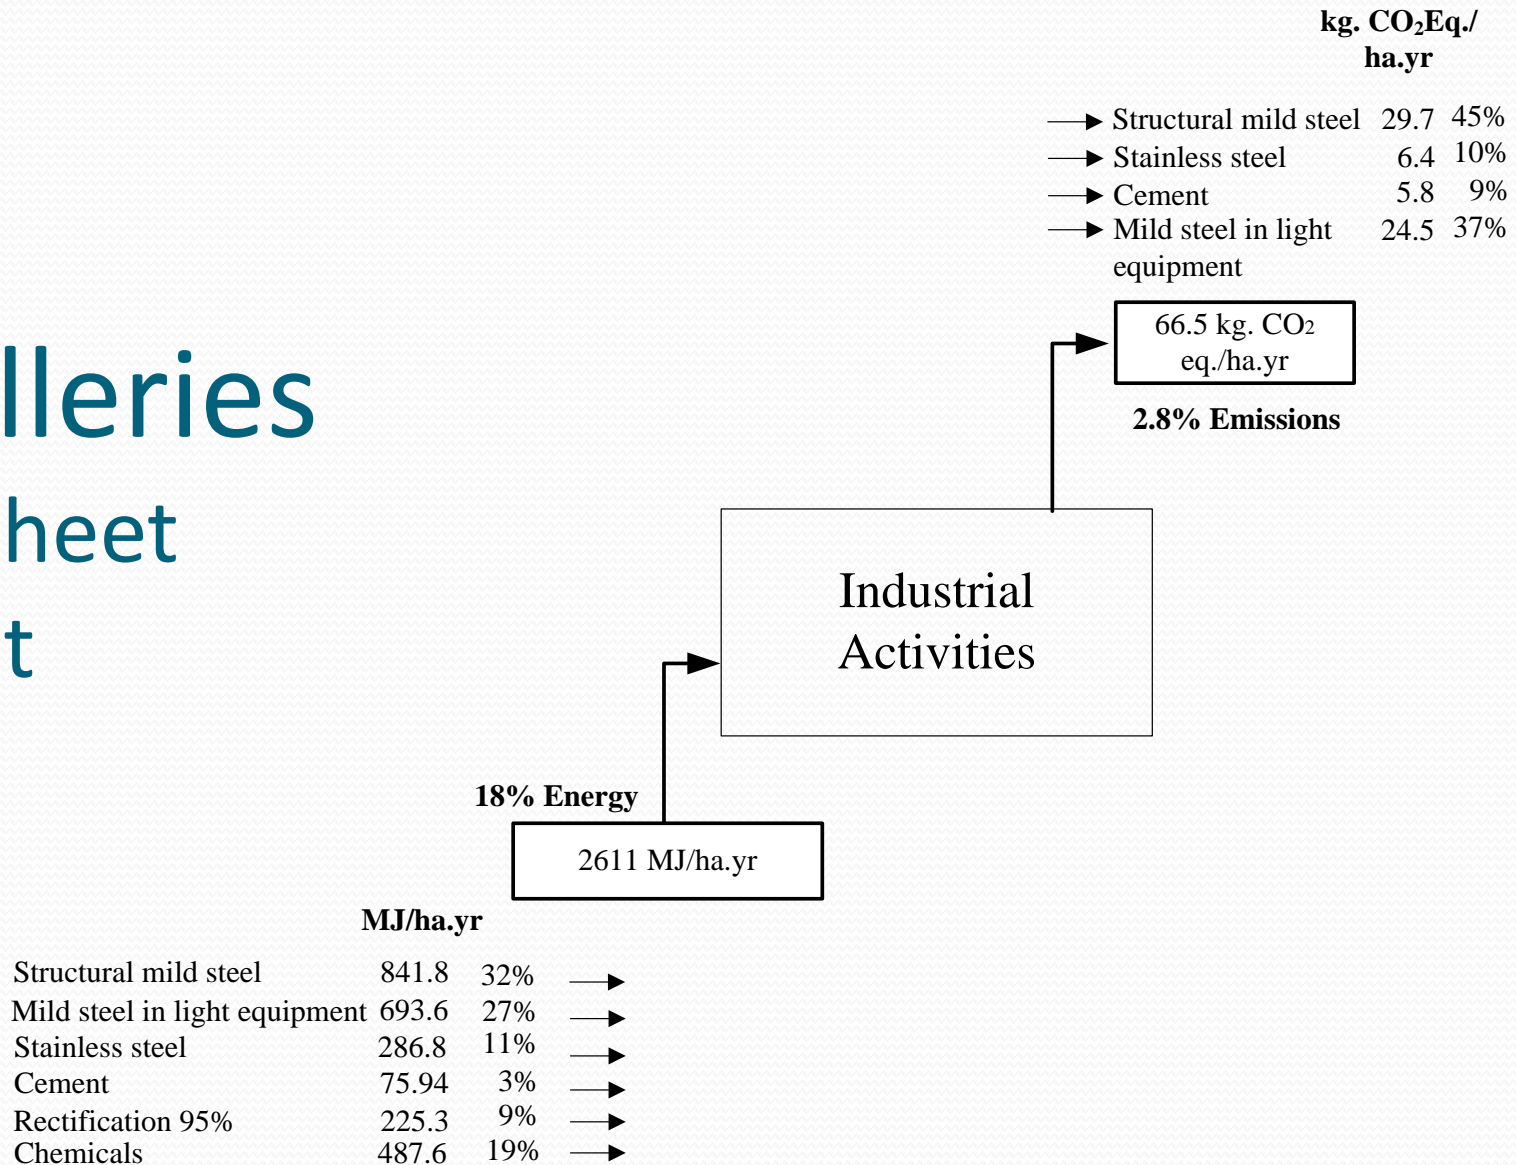 kg. CO₂Eq./
ha.yr
Structural mild steel 29.7 45%
Stainless steel 6.4 10%
Cement 5.8 9%
Mild steel in light 24.5 37%
equipment
66.5 kg. CO2
eq./ha.yr
2.8% Emissions
lleries
heet
t
Industrial
Activities
18% Energy
2611 MJ/ha.yr
MJ/ha.yr
Structural mild steel 841.8 32%
Mild steel in light equipment 693.6 27%
Stainless steel 286.8 11%
Cement 75.94 3%
Rectification 95% 225.3 9%
Chemicals 487.6 19%